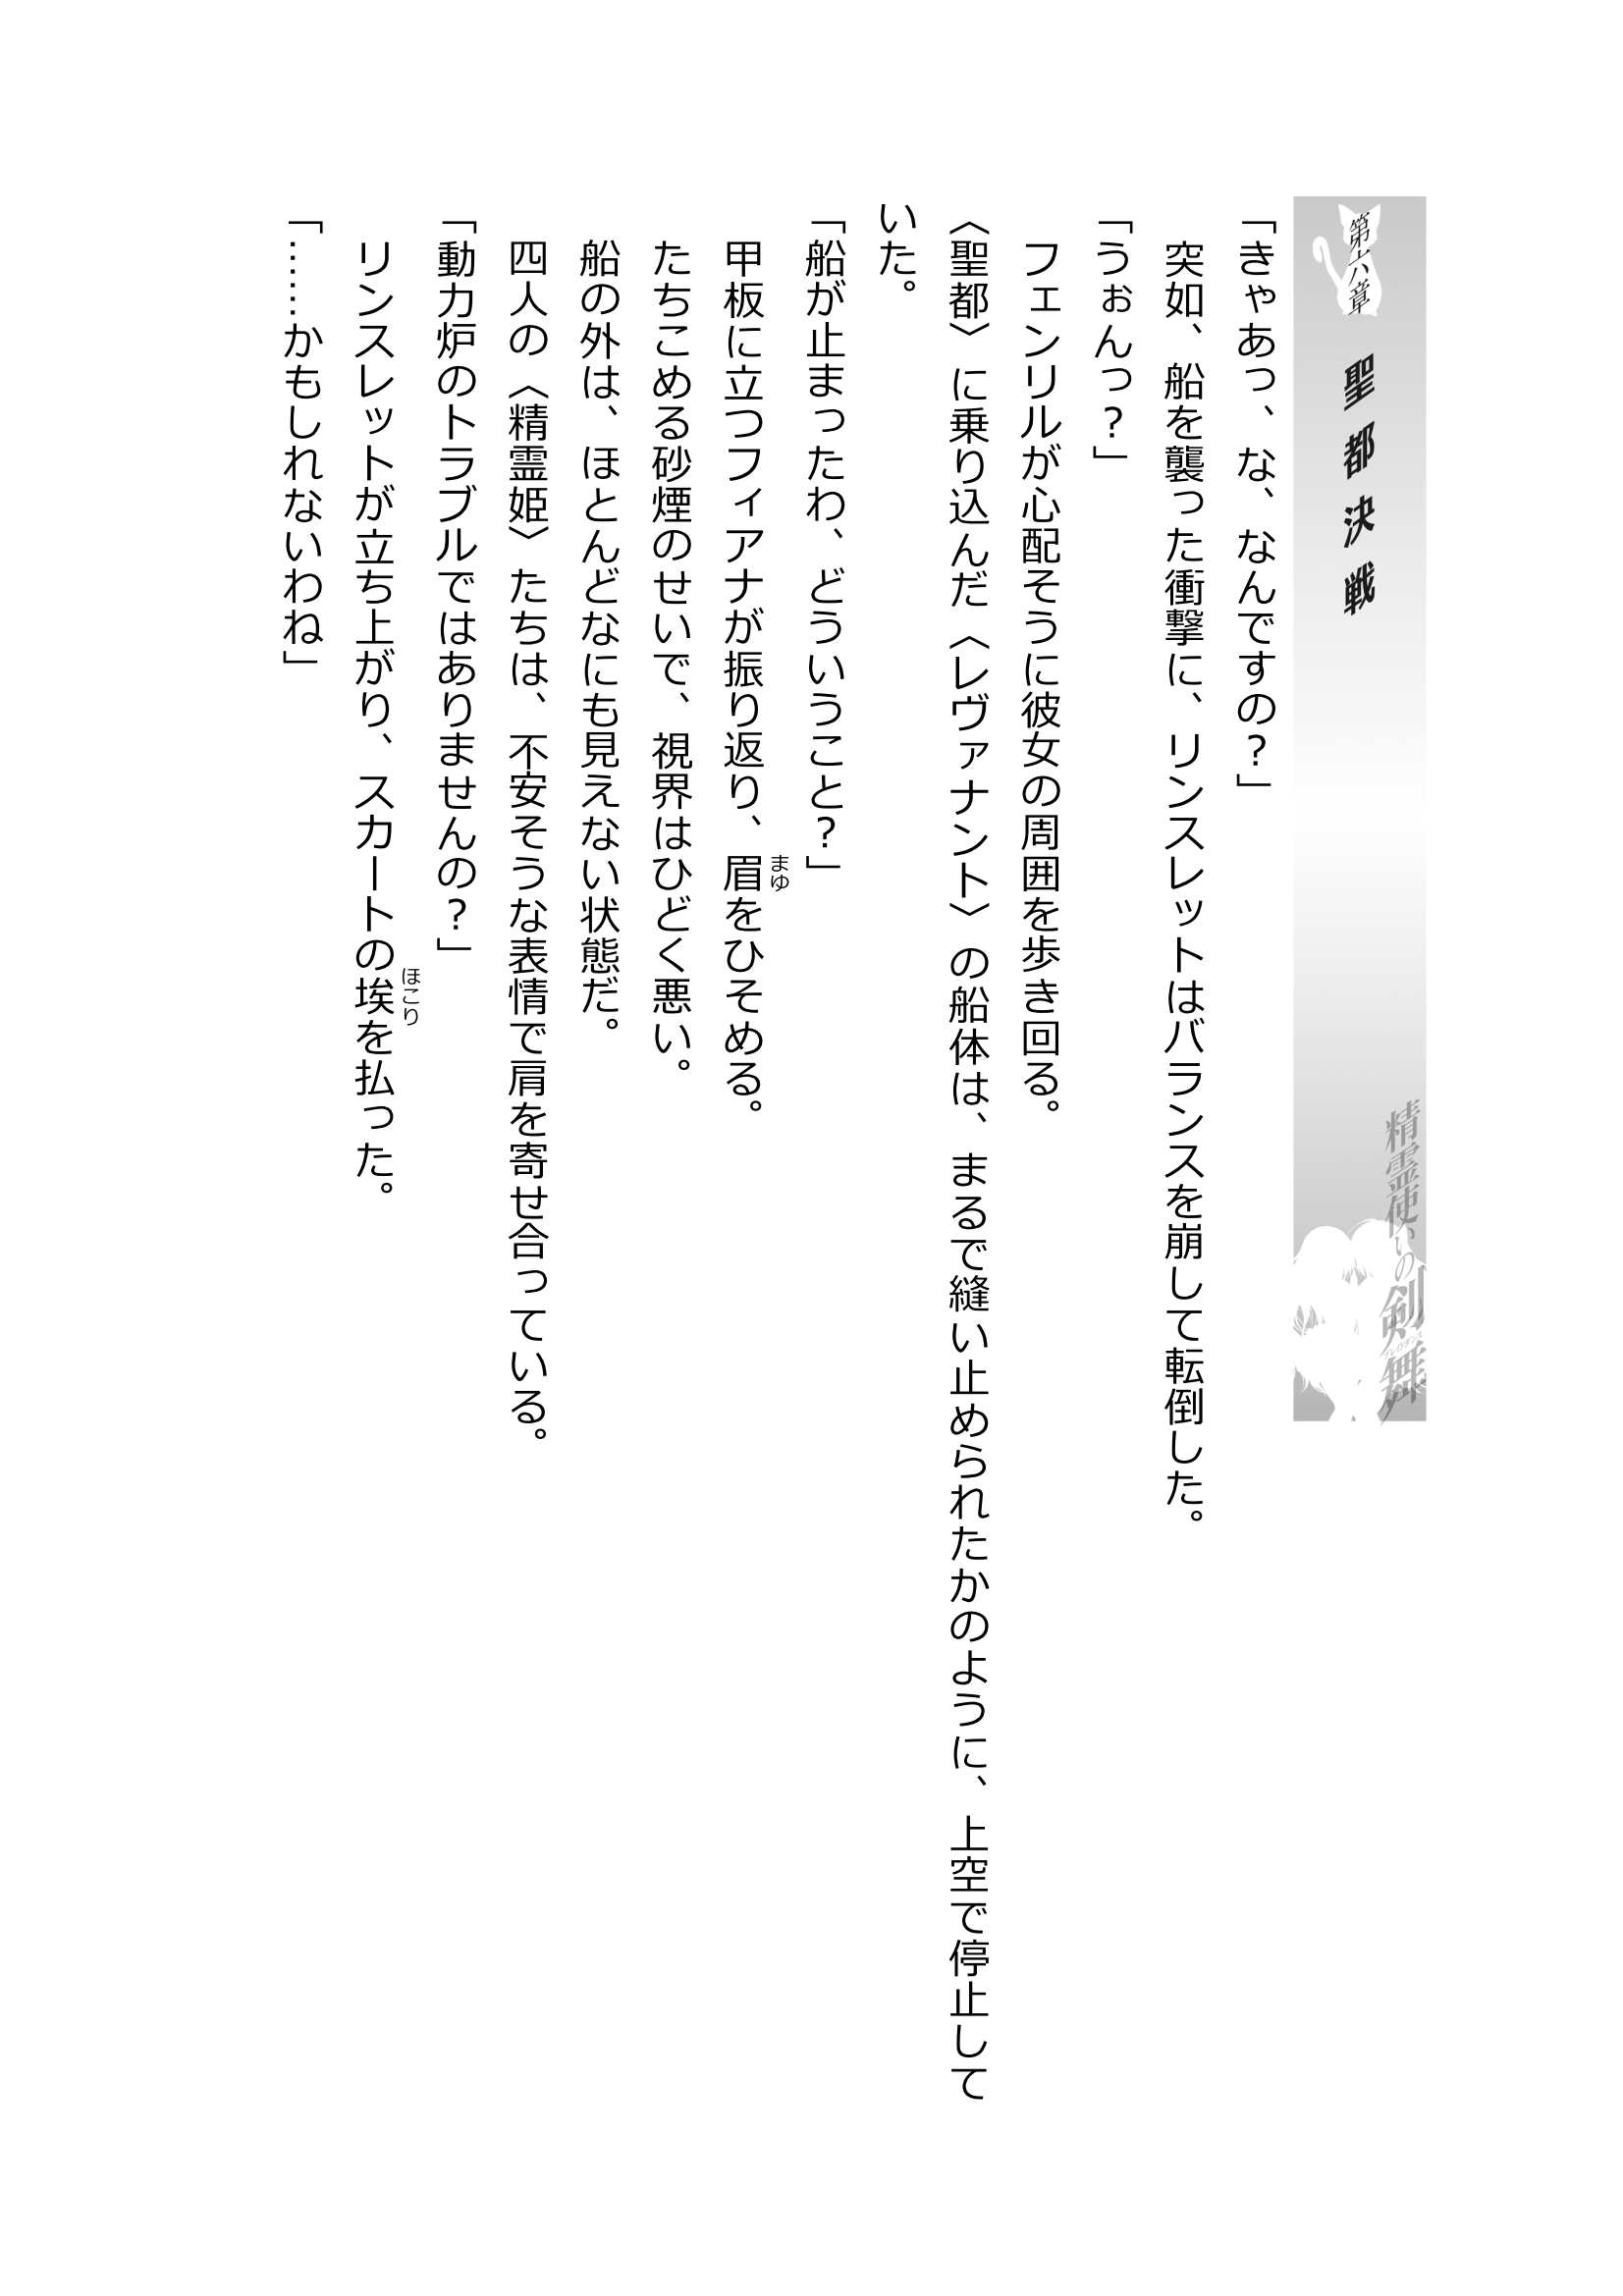 第六章
聖都決戦
精霊使いの剣舞
ブレイドダンス
「きゃあっ、な、なんですの？」
突如、船を襲った衝撃に、リンスレットはバランスを崩して転倒した。
「うぉんっ？」
フェンリルが心配そうに彼女の周囲を歩き回る。
〈聖都〉に乗り込んだ〈レヴァナント〉の船体は、まるで縫い止められたかのように、上空で停止して
いた。
「船が止まったわ、どういうこと？」
甲板に立つフィアナが振り返り、眉をひそめる。
まゆ
たちこめる砂煙のせいで、視界はひどく悪い。
船の外は、ほとんどなにも見えない状態だ。
四人の〈精霊姫〉たちは、不安そうな表情で肩を寄せ合っている。
「動力炉のトラブルではありませんの？」
リンスレットが立ち上がり、スカートの埃を払った。
ほこり
「……かもしれないわね」